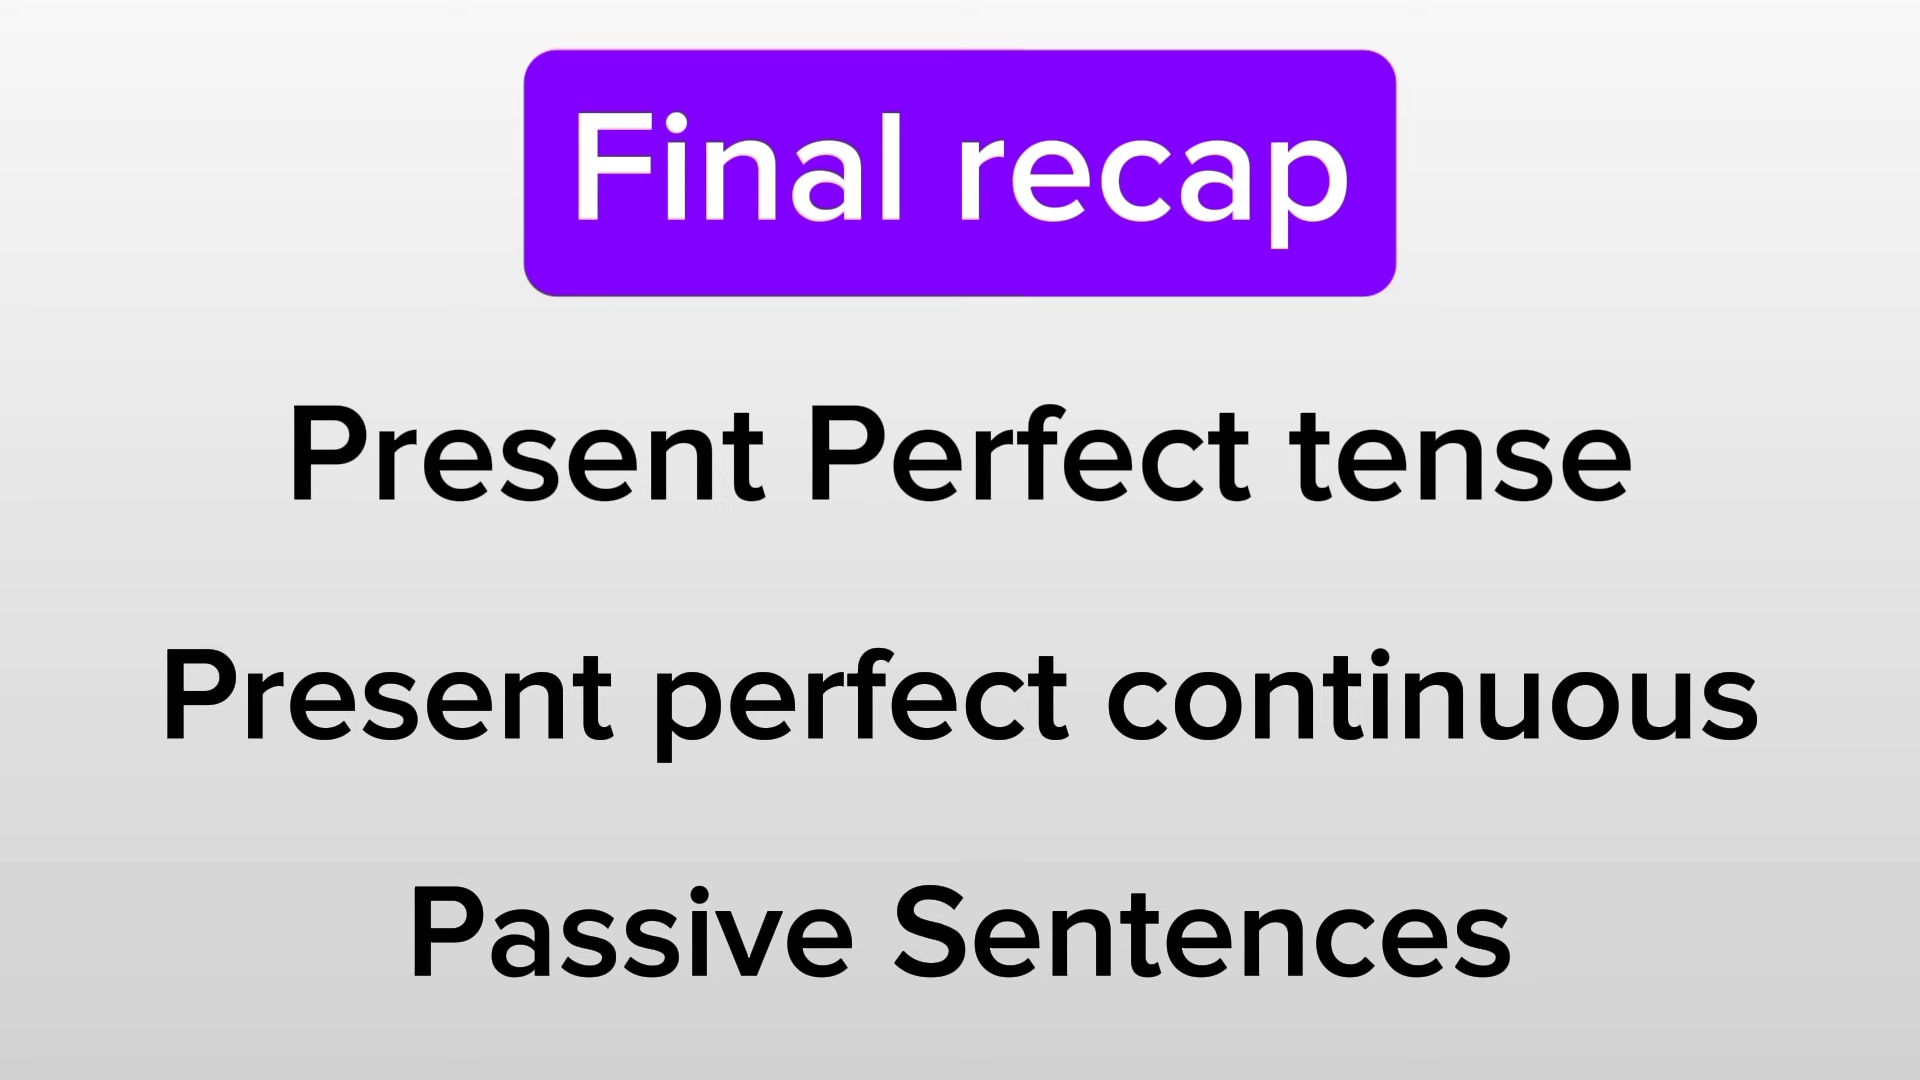 Final recap
Present Perfect tense
Present perfect continuous
Passive Sentences